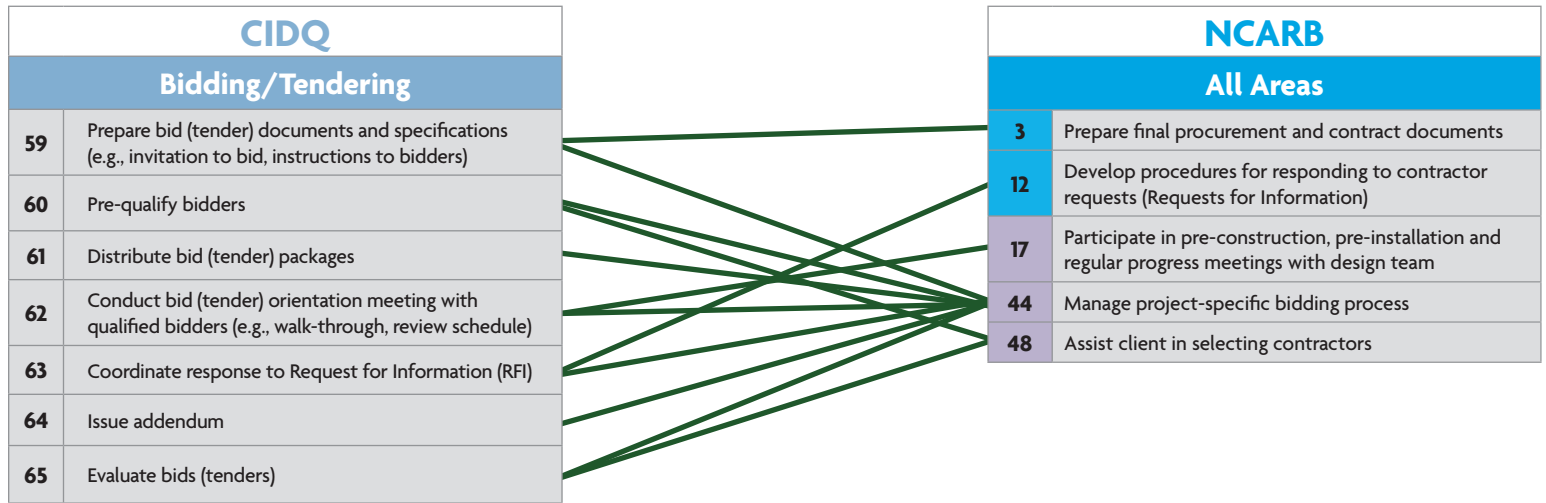 CIDQ
Bidding/Tendering
59 Prepare bid (tender) documents and specifications
(e.g., invitation to bid, instructions to bidders)
60 Pre-qualify bidders
61 Distribute bid (tender) packages
62 Conduct bid (tender) orientation meeting with
qualified bidders (e.g., walk-through, review schedule)
63 Coordinate response to Request for Information (RFI)
64 Issue addendum
65 Evaluate bids (tenders)
NCARB
All Areas
3 Prepare final procurement and contract documents
12 Develop procedures for responding to contractor
requests (Requests for Information)
17 Participate in pre-construction, pre-installation and
regular progress meetings with design team
44 Manage project-specific bidding process
48 Assist client in selecting contractors